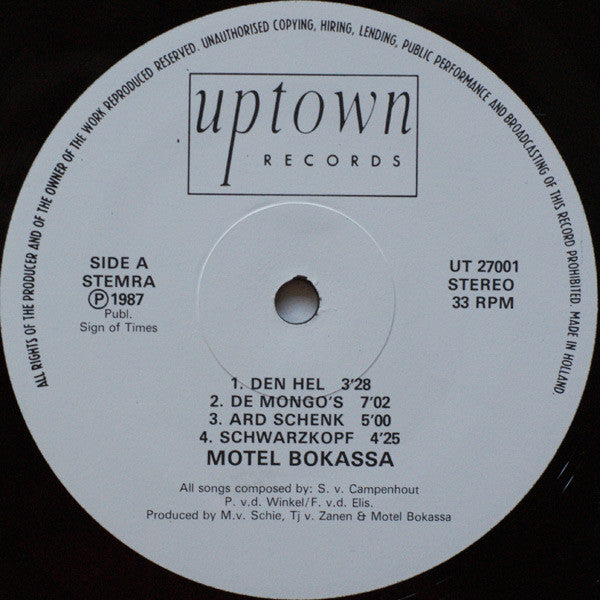 ALL RIGHTS OF THE PRODUCER AND OF THE OWNER OF THE WORK REPRODUCED RESERVED. UNAUTHORISED COPYING, HIRING, LENDING, PUBLIC PERFORMANCE AND BROADCASTING OF THIS RECORD PROHIBITED. MADE IN HOLLAND.
uptown
RECORDS
SIDE A
STEMRA
Ⓟ1987
Publ.
Sign of Times
UT 27001
STEREO
33 RPM
1. DEN HEL 3'28
2. DE MONGO'S 7'02
3. ARD SCHENK 5'00
4. SCHWARZKOPF 4'25
MOTEL BOKASSA
All songs composed by: S. v. Campenhout
P. v.d. Winkel/F. v.d. Elis.
Produced by M.v. Schie, Tj v. Zanen & Motel Bokassa